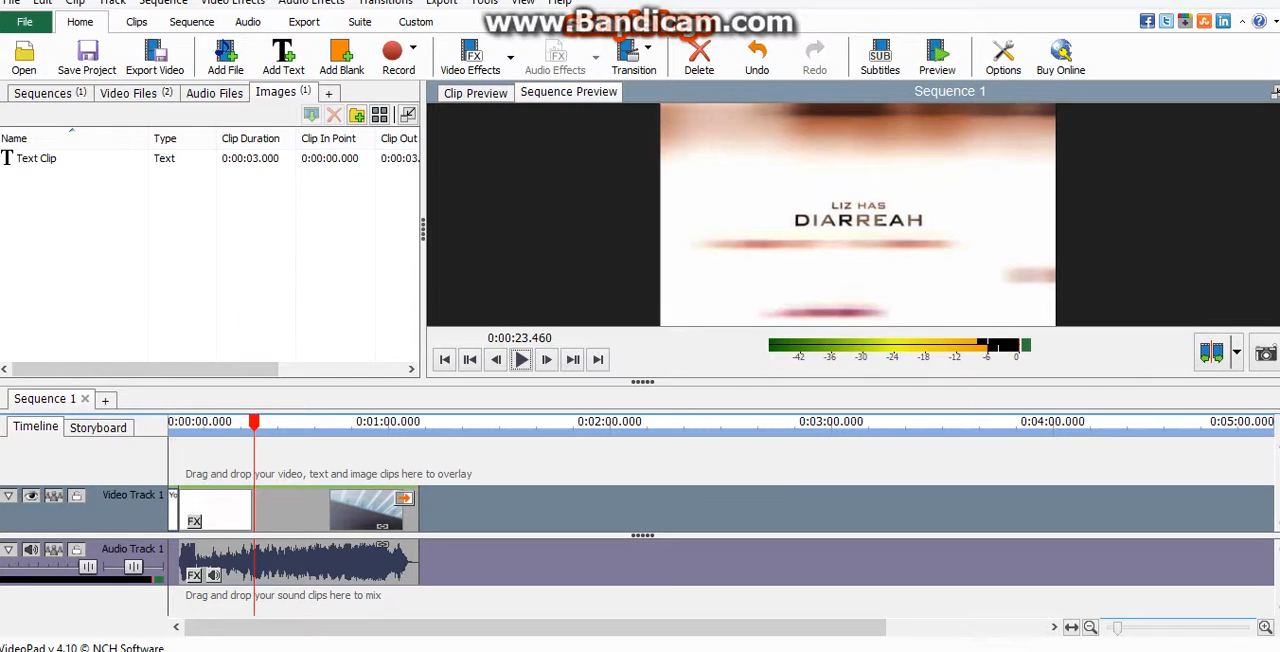 Edit Clip Track Sequence Video Effects Audio Effects Transitions Export Tools View Help
www.Bandicam.com
File Home Clips Sequence Audio Export Suite Custom
Open Save Project Export Video Add File Add Text Add Blank Record Video Effects Audio Effects Transition Delete Undo Redo Subtitles Preview Options Buy Online
Sequences (1) Video Files (2) Audio Files Images (1) +
Clip Preview Sequence Preview Sequence 1
Name Type Clip Duration Clip In Point Clip Out
T Text Clip Text 0:00:03.000 0:00:00.000 0:00:03.
LIZ HAS
DIARREAH
0:00:23.460
-42 -36 -30 -24 -18 -12 -6 0
Sequence 1 +
Timeline Storyboard
0:00:00.000 0:01:00.000 0:02:00.000 0:03:00.000 0:04:00.000 0:05:00.000
Drag and drop your video, text and image clips here to overlay
Video Track 1
Yo
FX
Audio Track 1
FX
Drag and drop your sound clips here to mix
VideoPad v 4.10 © NCH Software